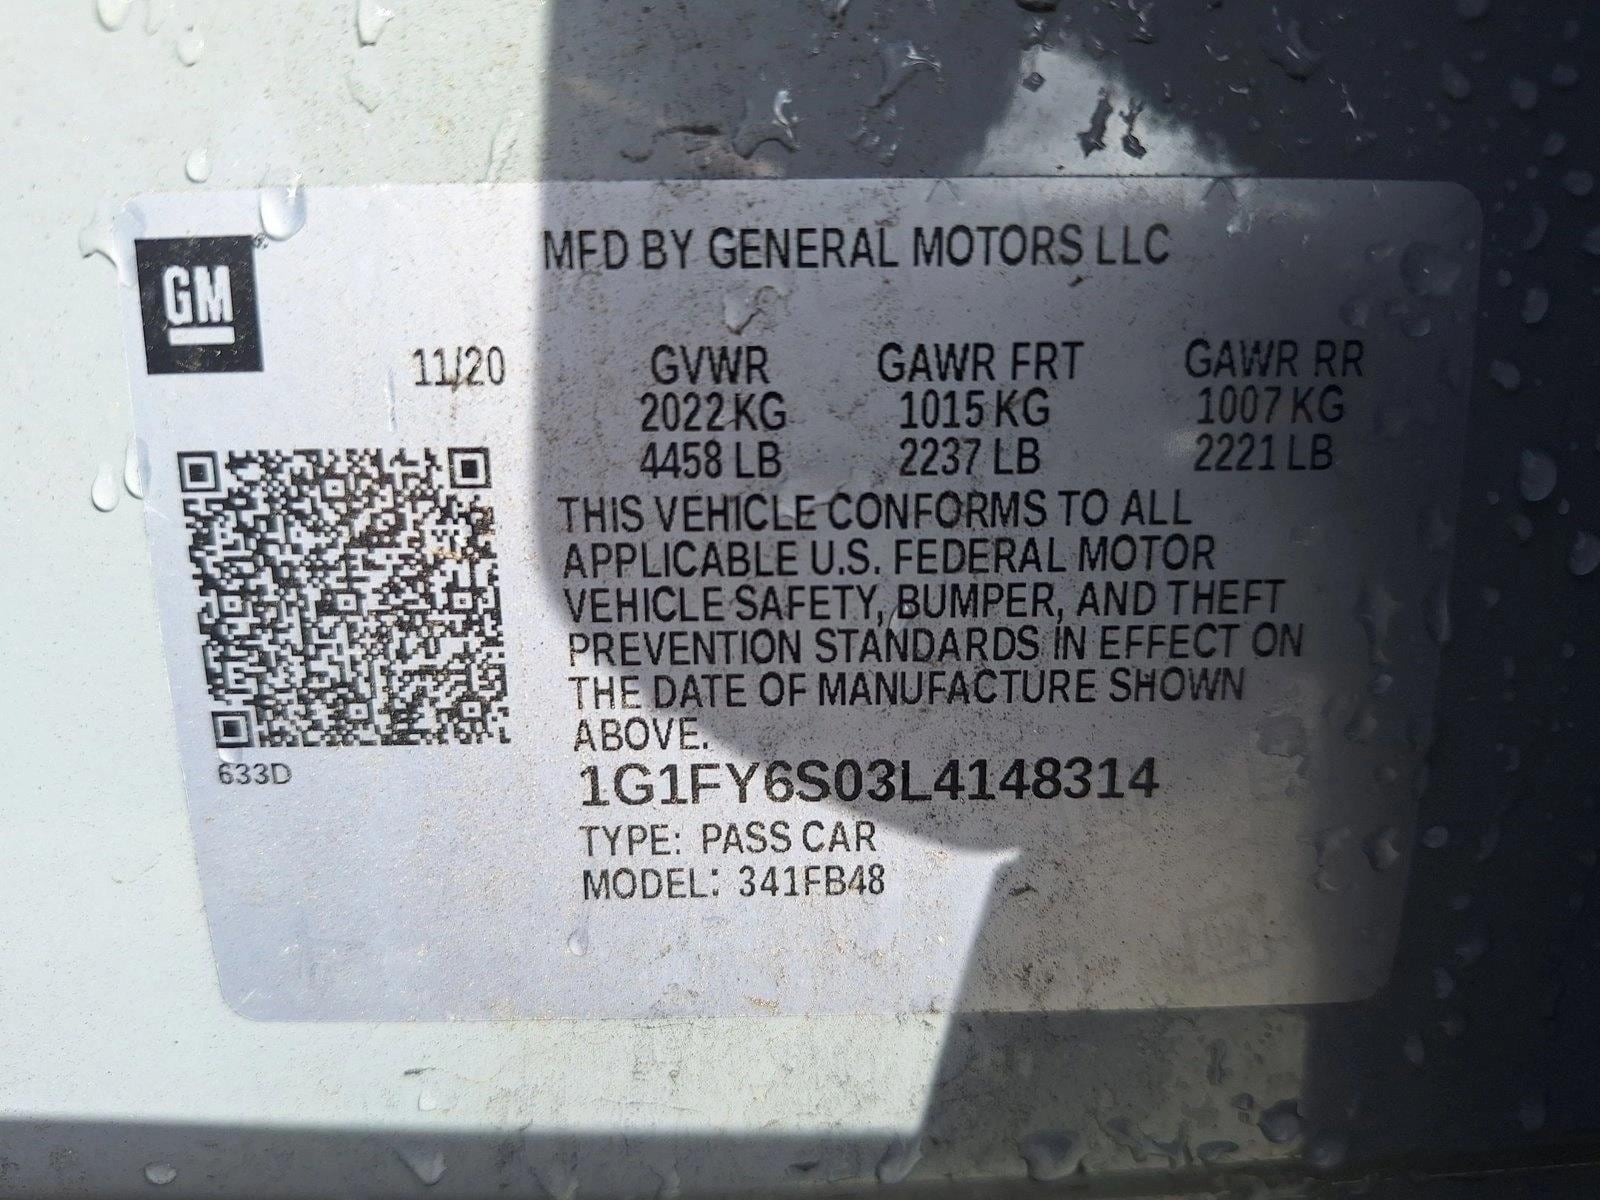 GM
MFD BY GENERAL MOTORS LLC
11/20 GVWR GAWR FRT GAWR RR
2022 KG 1015 KG 1007 KG
4458 LB 2237 LB 2221 LB
THIS VEHICLE CONFORMS TO ALL
APPLICABLE U.S. FEDERAL MOTOR
VEHICLE SAFETY, BUMPER, AND THEFT
PREVENTION STANDARDS IN EFFECT ON
THE DATE OF MANUFACTURE SHOWN
ABOVE.
633D
1G1FY6S03L4148314
TYPE: PASS CAR
MODEL: 341FB48